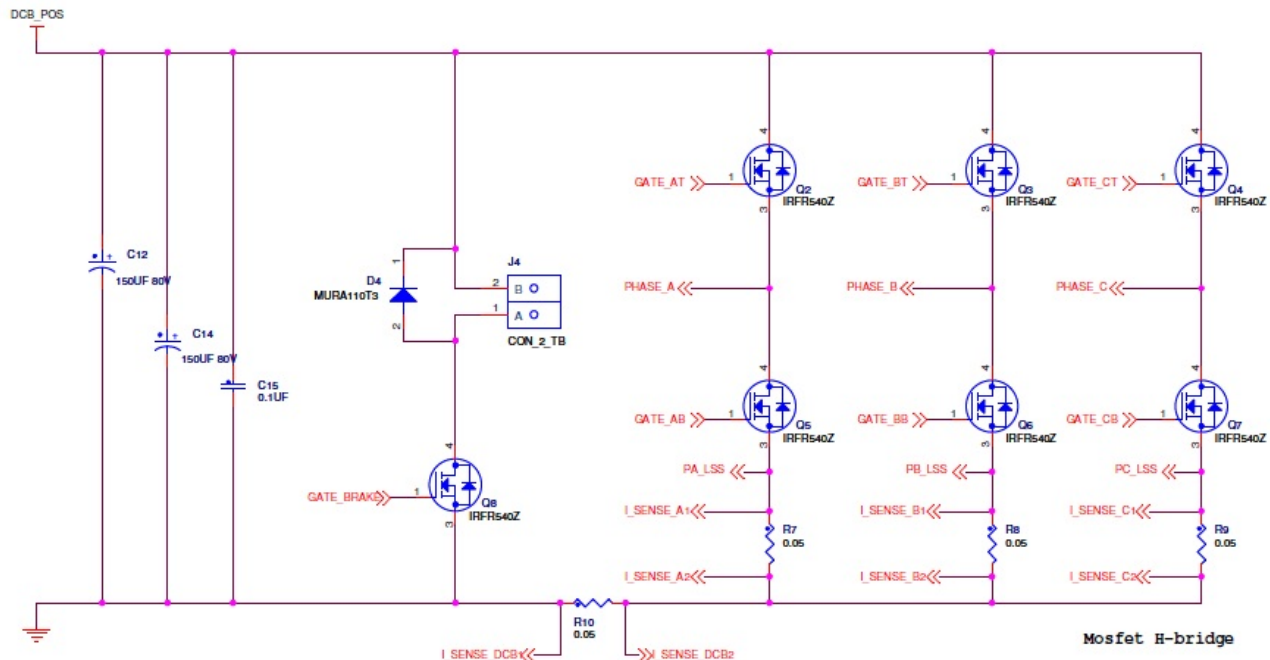 DCB_POS
4
4
4
GATE_AT
1
Q2
IRFR540Z
3
GATE_BT
1
Q3
IRFR540Z
3
GATE_CT
1
Q4
IRFR540Z
3
C12
150UF 80V
+
1
D4
MURA110T3
2
J4
2
B
1
A
CON_2_TB
PHASE_A
PHASE_B
PHASE_C
C14
150UF 80V
+
C15
0.1UF
4
4
4
GATE_AB
1
Q5
IRFR540Z
3
GATE_BB
1
Q6
IRFR540Z
3
GATE_CB
1
Q7
IRFR540Z
3
4
GATE_BRAKE
1
Q8
IRFR540Z
3
PA_LSS
PB_LSS
PC_LSS
I_SENSE_A1
I_SENSE_B1
I_SENSE_C1
R7
0.05
R8
0.05
R9
0.05
I_SENSE_A2
I_SENSE_B2
I_SENSE_C2
R10
0.05
I_SENSE_DCB1
I_SENSE_DCB2
Mosfet H-bridge